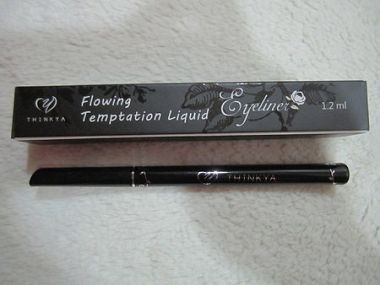 THINKYA
Flowing
Temptation Liquid
Eyeliner
1.2 ml
THINKYA